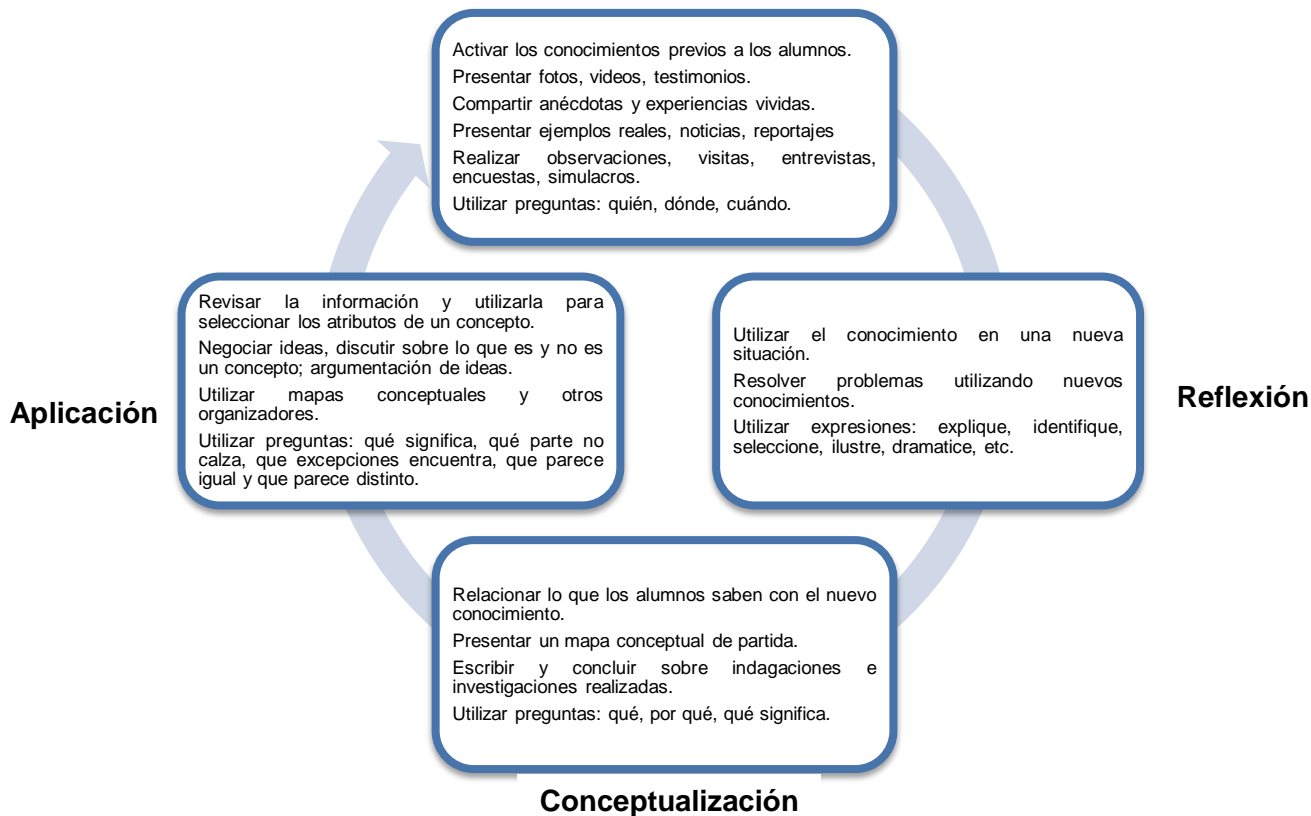 Activar los conocimientos previos a los alumnos.
Presentar fotos, videos, testimonios.
Compartir anécdotas y experiencias vividas.
Presentar ejemplos reales, noticias, reportajes
Realizar observaciones, visitas, entrevistas,
encuestas, simulacros.
Utilizar preguntas: quién, dónde, cuándo.
Aplicación
Revisar la información y utilizarla para
seleccionar los atributos de un concepto.
Negociar ideas, discutir sobre lo que es y no es
un concepto; argumentación de ideas.
Utilizar mapas conceptuales y otros
organizadores.
Utilizar preguntas: qué significa, qué parte no
calza, que excepciones encuentra, que parece
igual y que parece distinto.
Utilizar el conocimiento en una nueva
situación.
Resolver problemas utilizando nuevos
conocimientos.
Utilizar expresiones: explique, identifique,
seleccione, ilustre, dramatice, etc.
Reflexión
Relacionar lo que los alumnos saben con el nuevo
conocimiento.
Presentar un mapa conceptual de partida.
Escribir y concluir sobre indagaciones e
investigaciones realizadas.
Utilizar preguntas: qué, por qué, qué significa.
Conceptualización